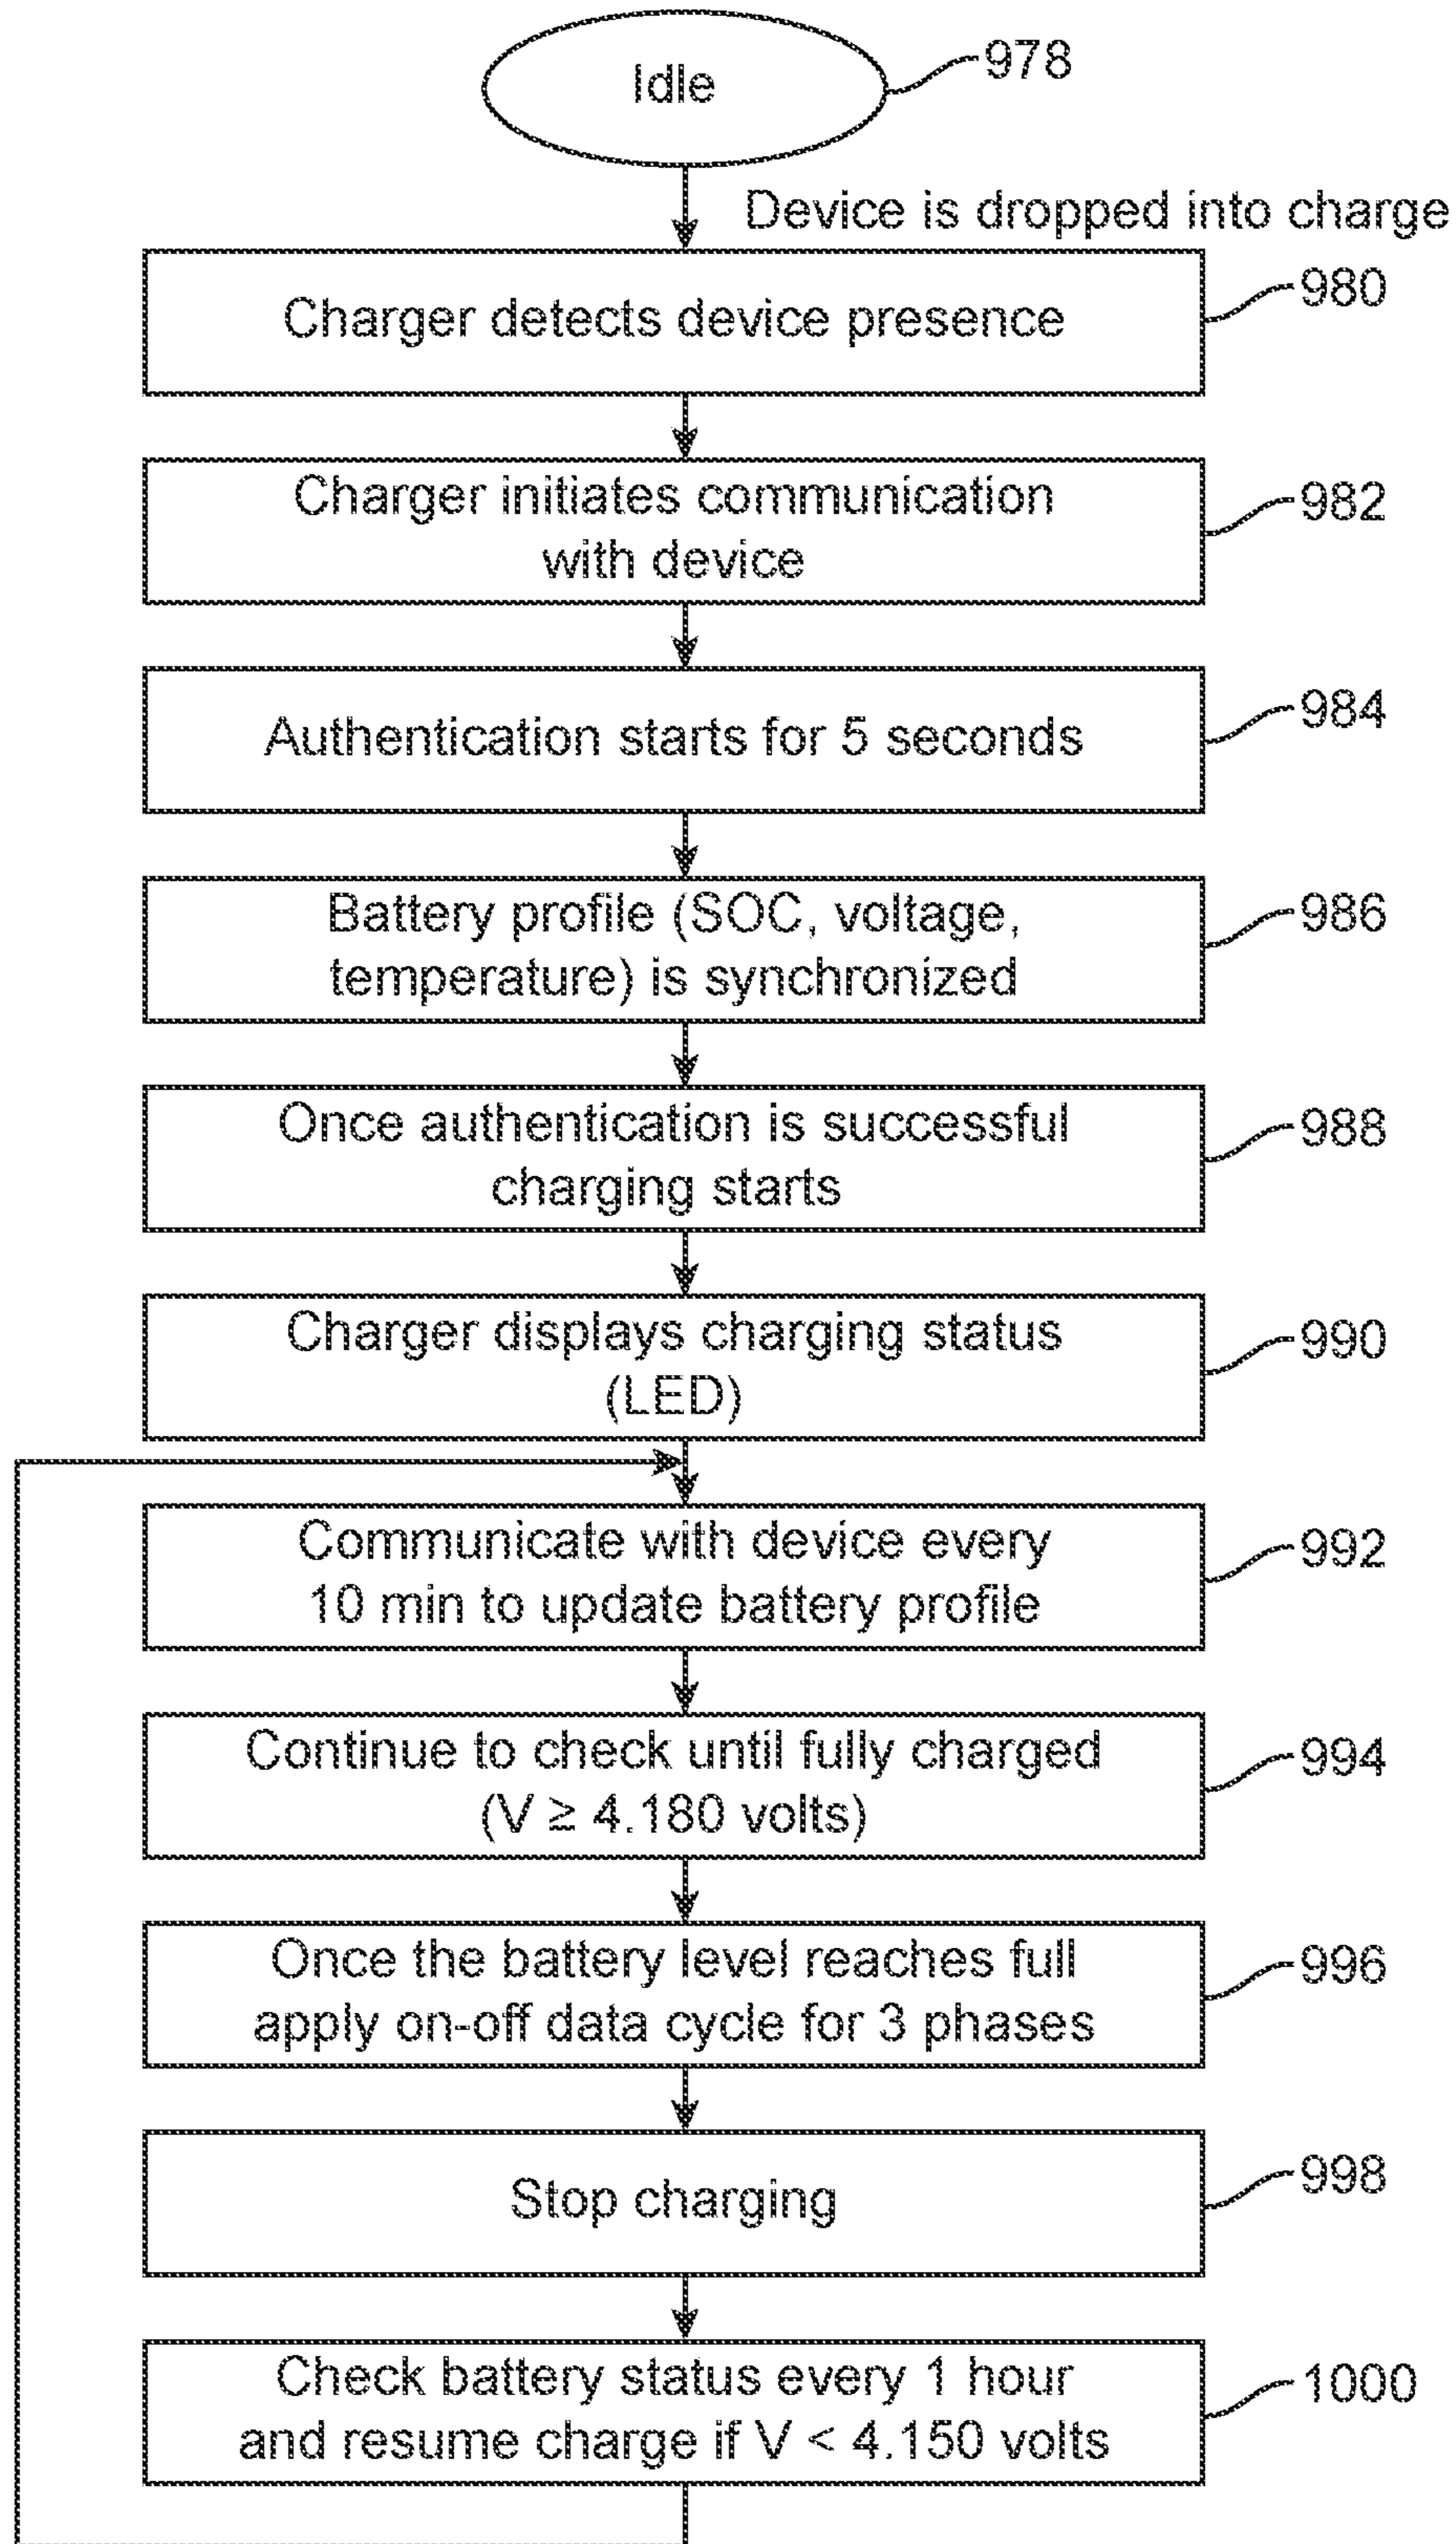 Idle
978
Device is dropped into charge
Charger detects device presence
980
Charger initiates communication
with device
982
Authentication starts for 5 seconds
984
Battery profile (SOC, voltage,
temperature) is synchronized
986
Once authentication is successful
charging starts
988
Charger displays charging status
(LED)
990
Communicate with device every
10 min to update battery profile
992
Continue to check until fully charged
(V ≥ 4.180 volts)
994
Once the battery level reaches full
apply on-off data cycle for 3 phases
996
Stop charging
998
Check battery status every 1 hour
and resume charge if V < 4.150 volts
1000